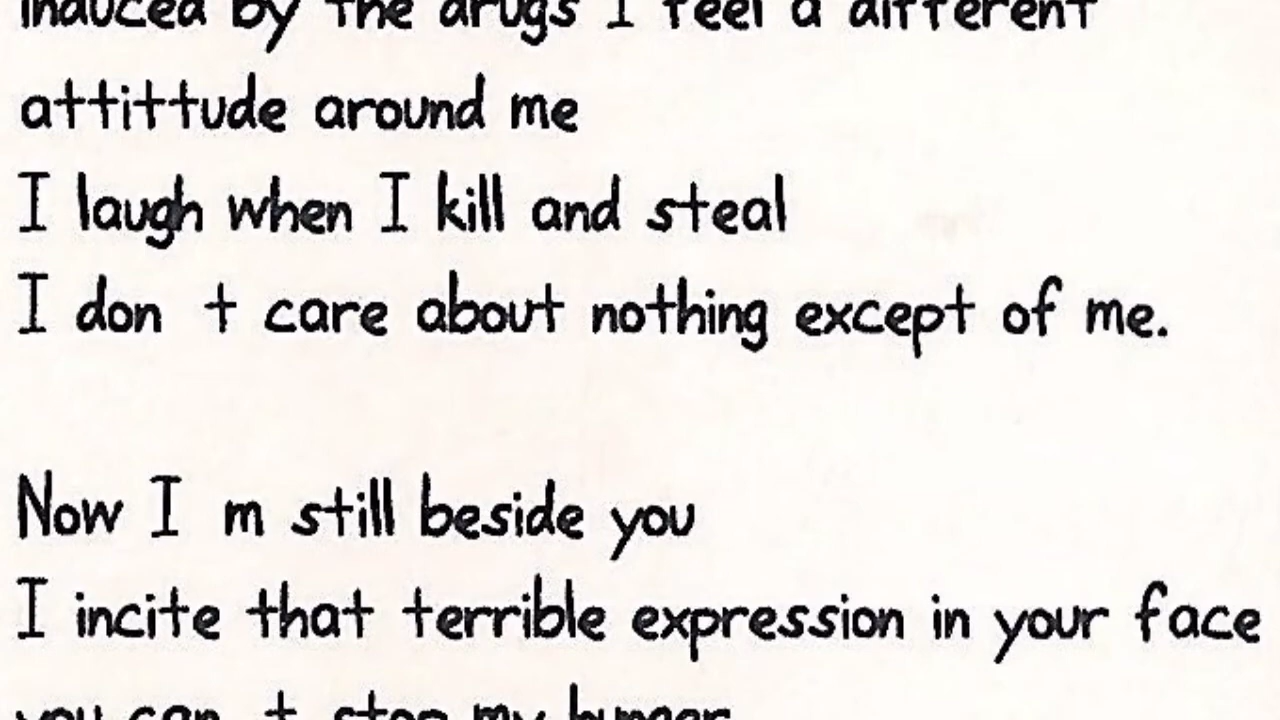 induced by the drugs I feel a different
attittude around me
I laugh when I kill and steal
I don t care about nothing except of me.
Now I m still beside you
I incite that terrible expression in your face
you can t stop my hunger